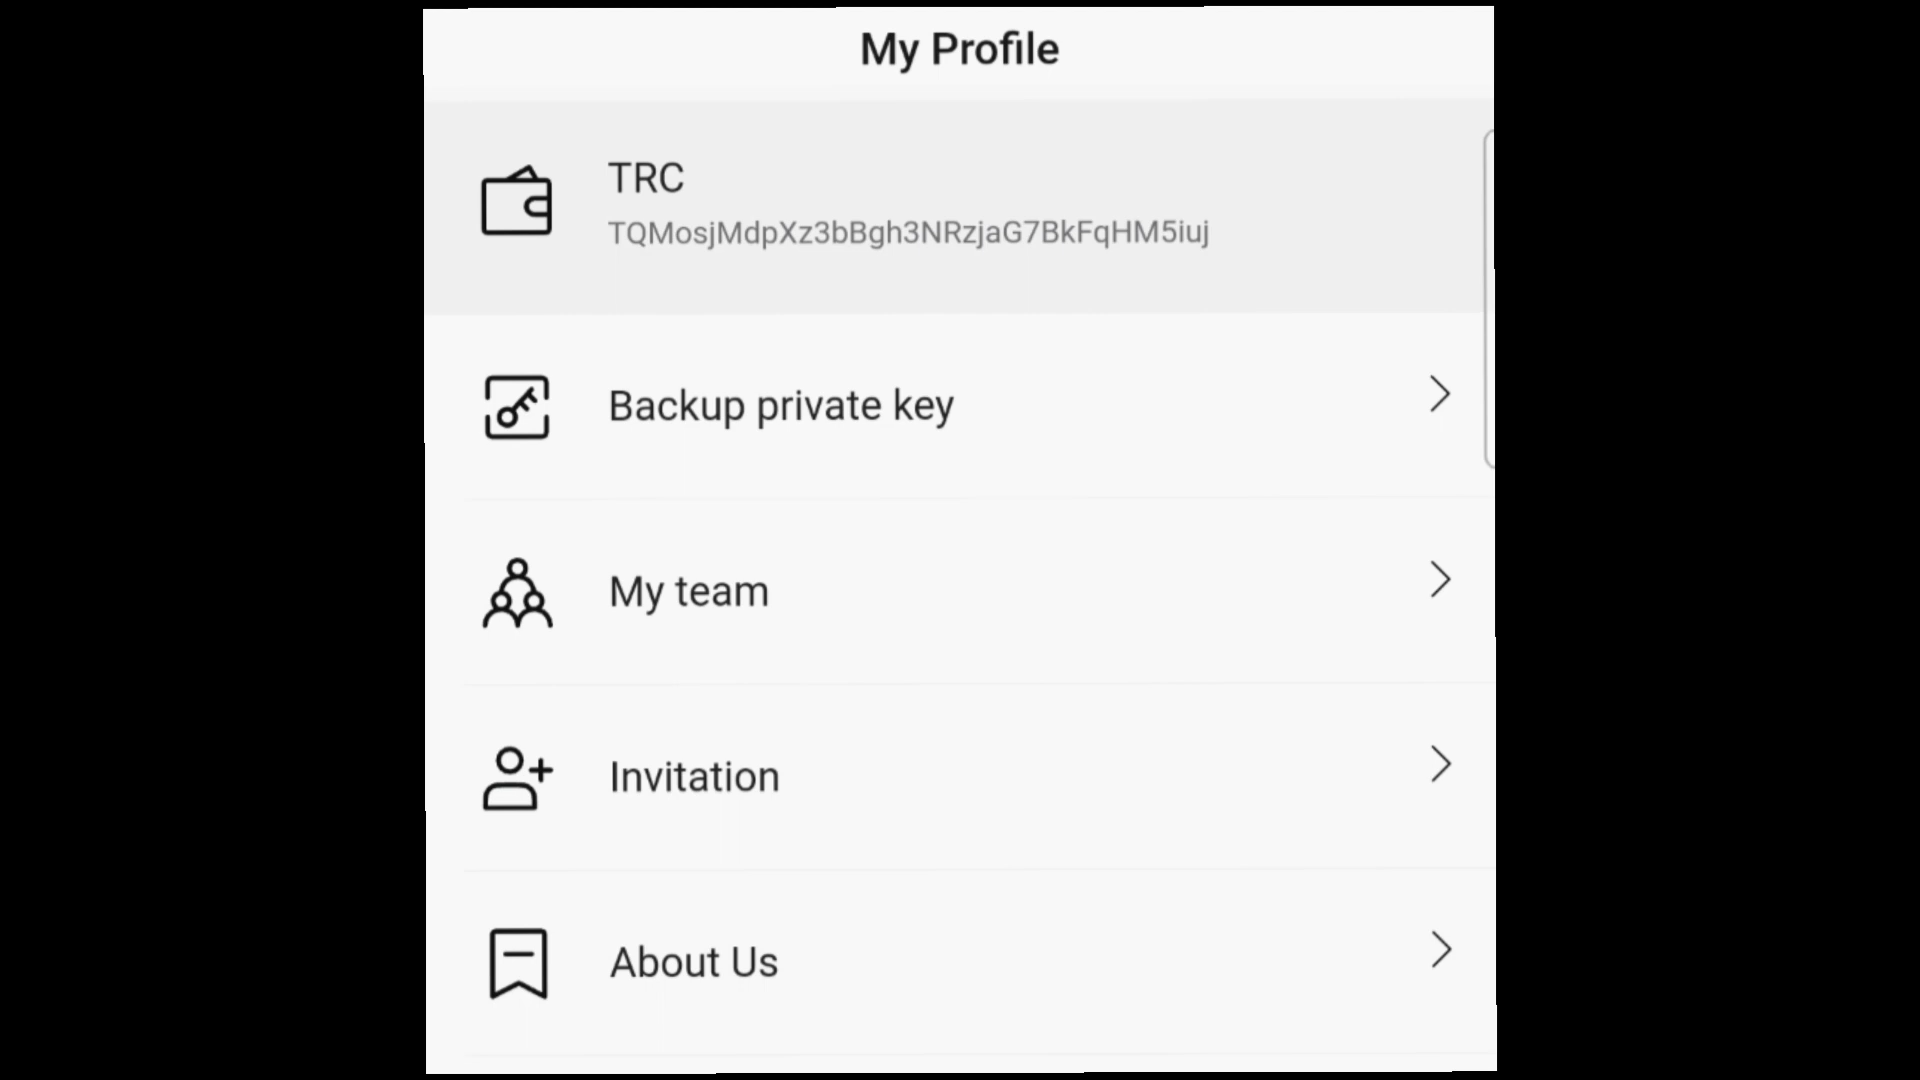 My Profile
TRC
TQMosjMdpXz3bBgh3NRzjaG7BkFqHM5iuj
Backup private key
My team
Invitation
About Us